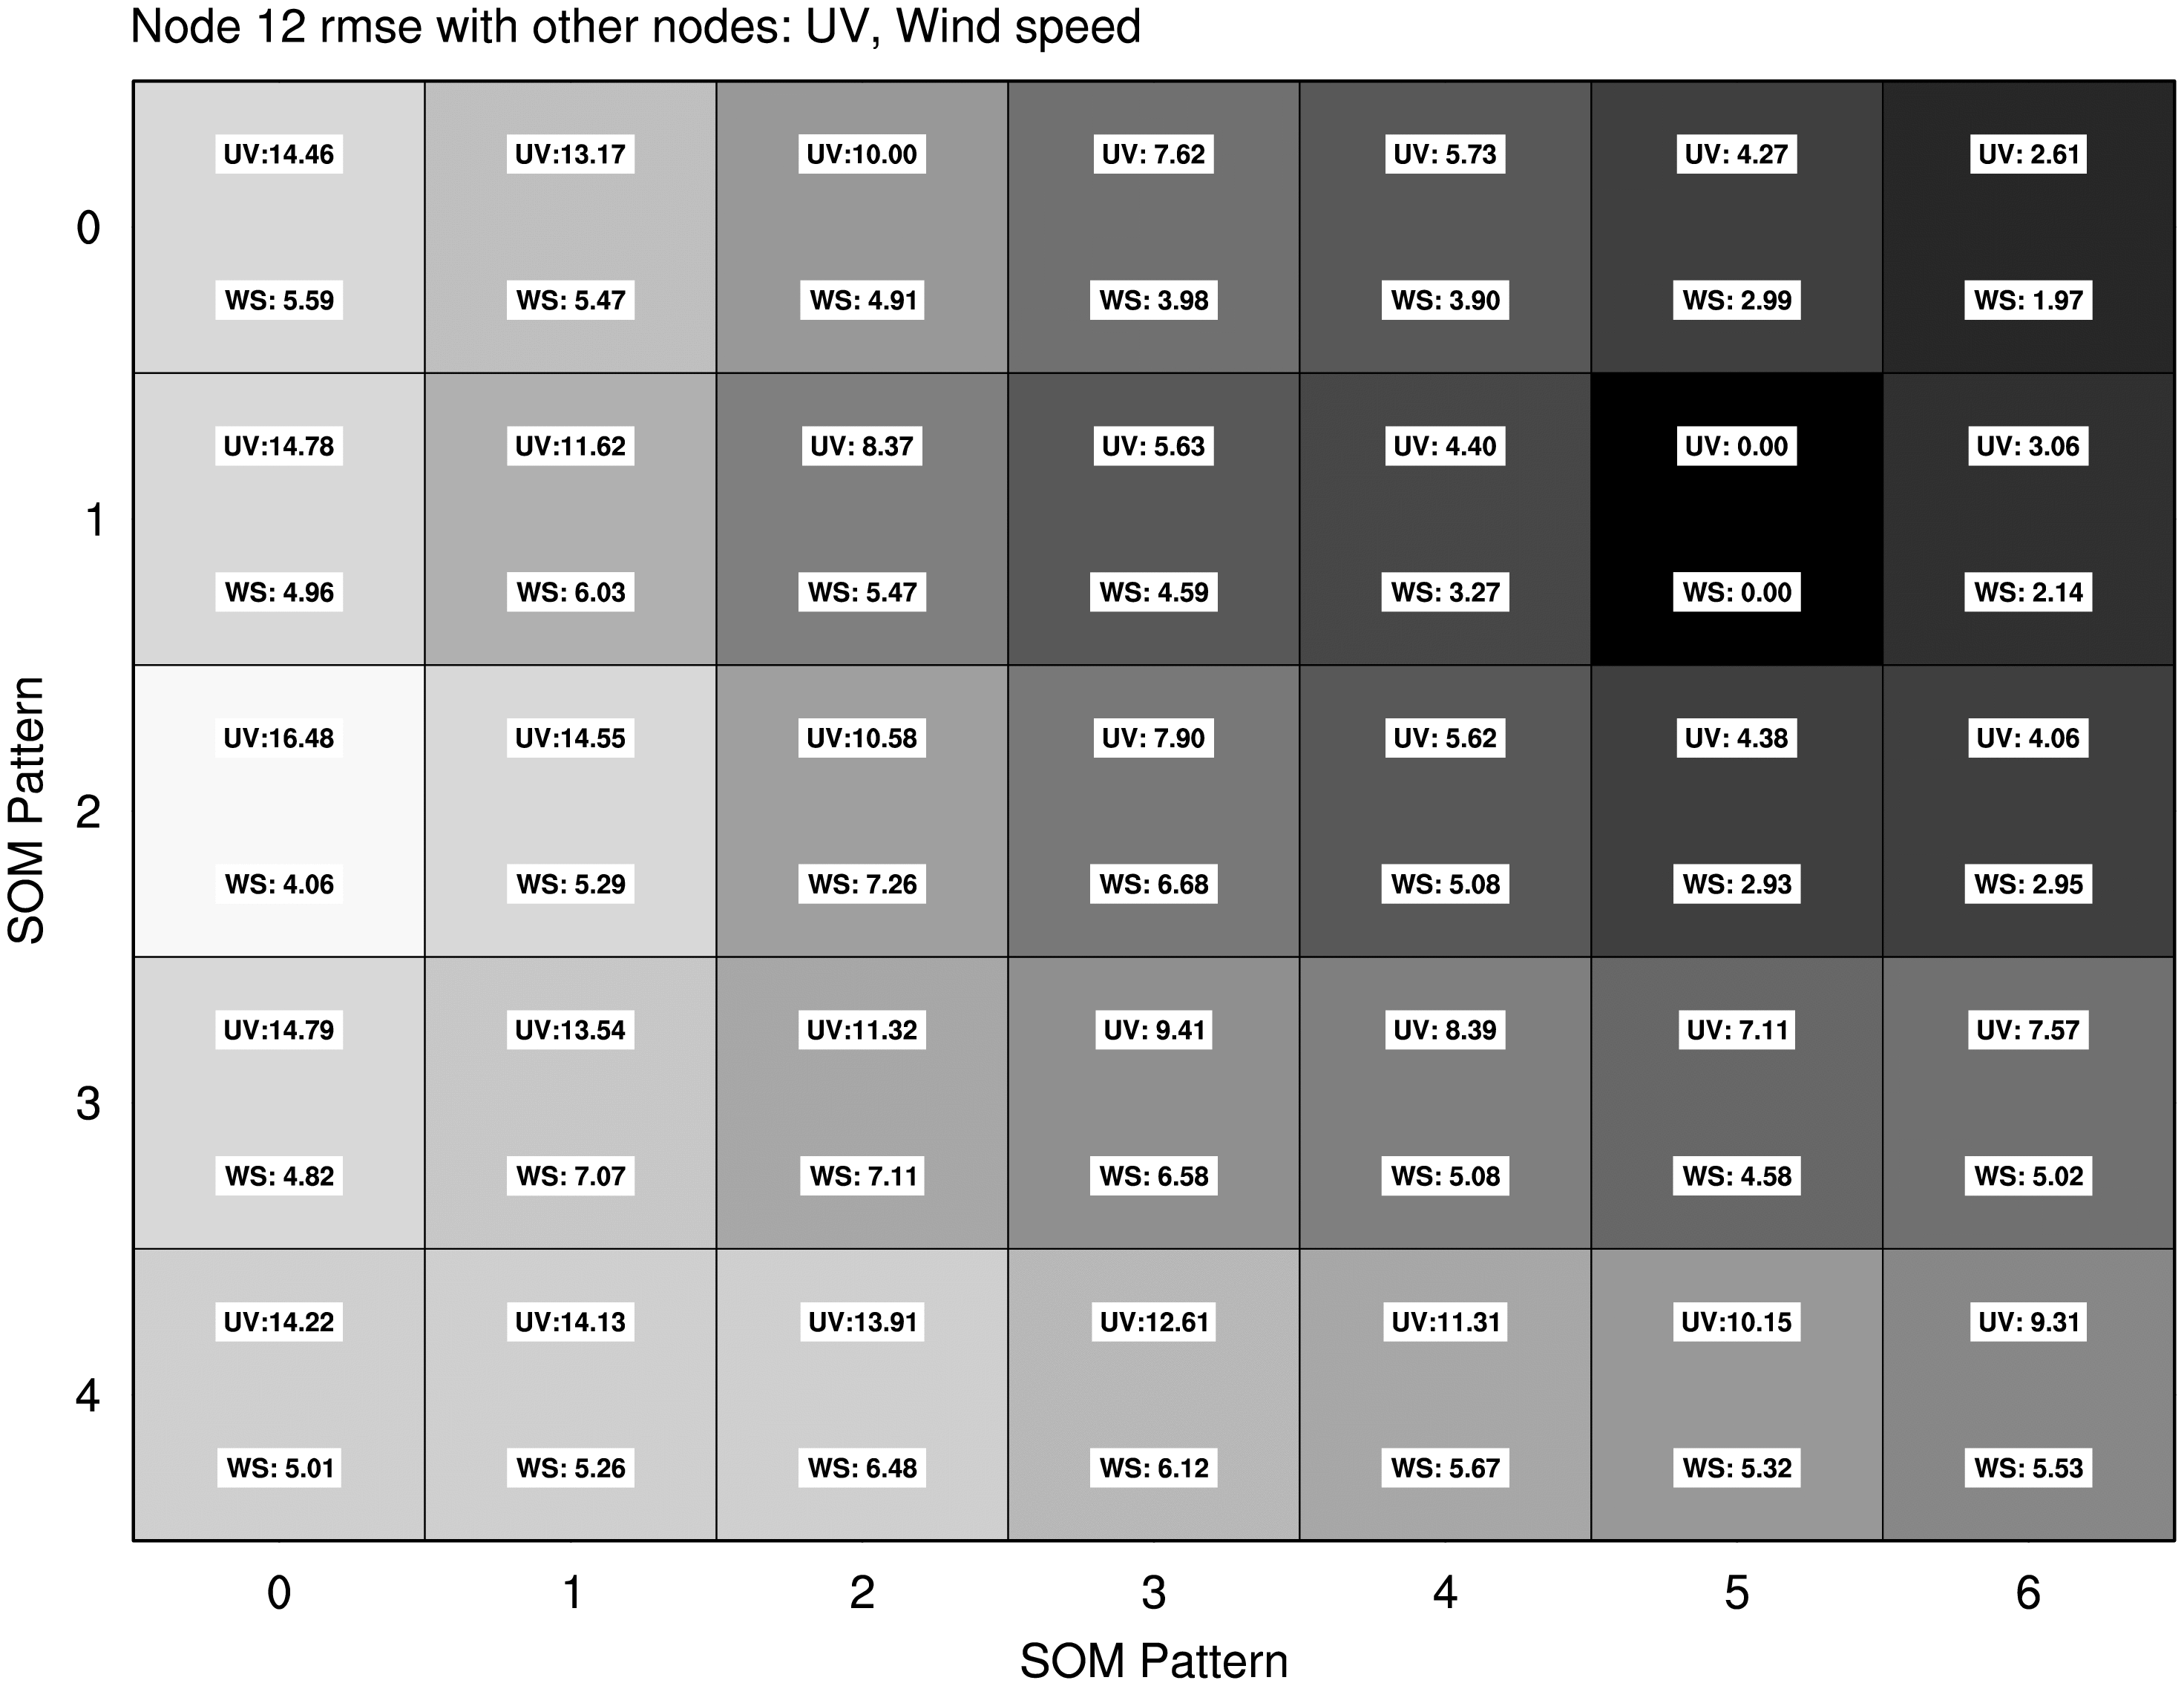 Node 12 rmse with other nodes: UV, Wind speed
UV:14.46 UV:13.17 UV:10.00 UV: 7.62 UV: 5.73 UV: 4.27 UV: 2.61
0
WS: 5.59 WS: 5.47 WS: 4.91 WS: 3.98 WS: 3.90 WS: 2.99 WS: 1.97
UV:14.78 UV:11.62 UV: 8.37 UV: 5.63 UV: 4.40 UV: 0.00 UV: 3.06
1
WS: 4.96 WS: 6.03 WS: 5.47 WS: 4.59 WS: 3.27 WS: 0.00 WS: 2.14
UV:16.48 UV:14.55 UV:10.58 UV: 7.90 UV: 5.62 UV: 4.38 UV: 4.06
SOM Pattern
2
WS: 4.06 WS: 5.29 WS: 7.26 WS: 6.68 WS: 5.08 WS: 2.93 WS: 2.95
UV:14.79 UV:13.54 UV:11.32 UV: 9.41 UV: 8.39 UV: 7.11 UV: 7.57
3
WS: 4.82 WS: 7.07 WS: 7.11 WS: 6.58 WS: 5.08 WS: 4.58 WS: 5.02
UV:14.22 UV:14.13 UV:13.91 UV:12.61 UV:11.31 UV:10.15 UV: 9.31
4
WS: 5.01 WS: 5.26 WS: 6.48 WS: 6.12 WS: 5.67 WS: 5.32 WS: 5.53
0 1 2 3 4 5 6
SOM Pattern